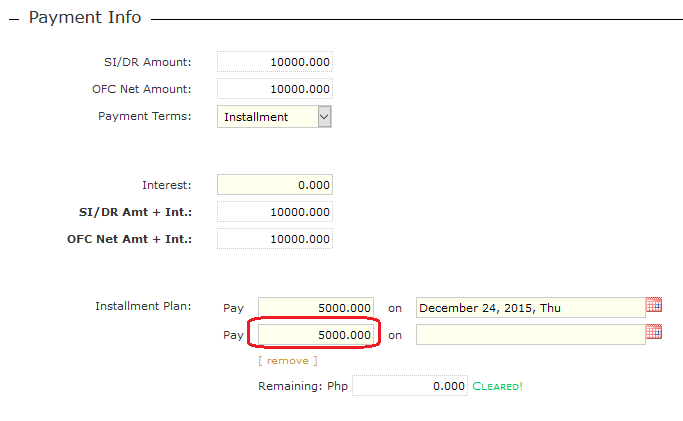 Payment Info
SI/DR Amount: 10000.000
OFC Net Amount: 10000.000
Payment Terms: Installment
Interest: 0.000
SI/DR Amt + Int.: 10000.000
OFC Net Amt + Int.: 10000.000
Installment Plan: Pay 5000.000 on December 24, 2015, Thu
Pay 5000.000 on
[ remove ]
Remaining: Php 0.000 Cleared!